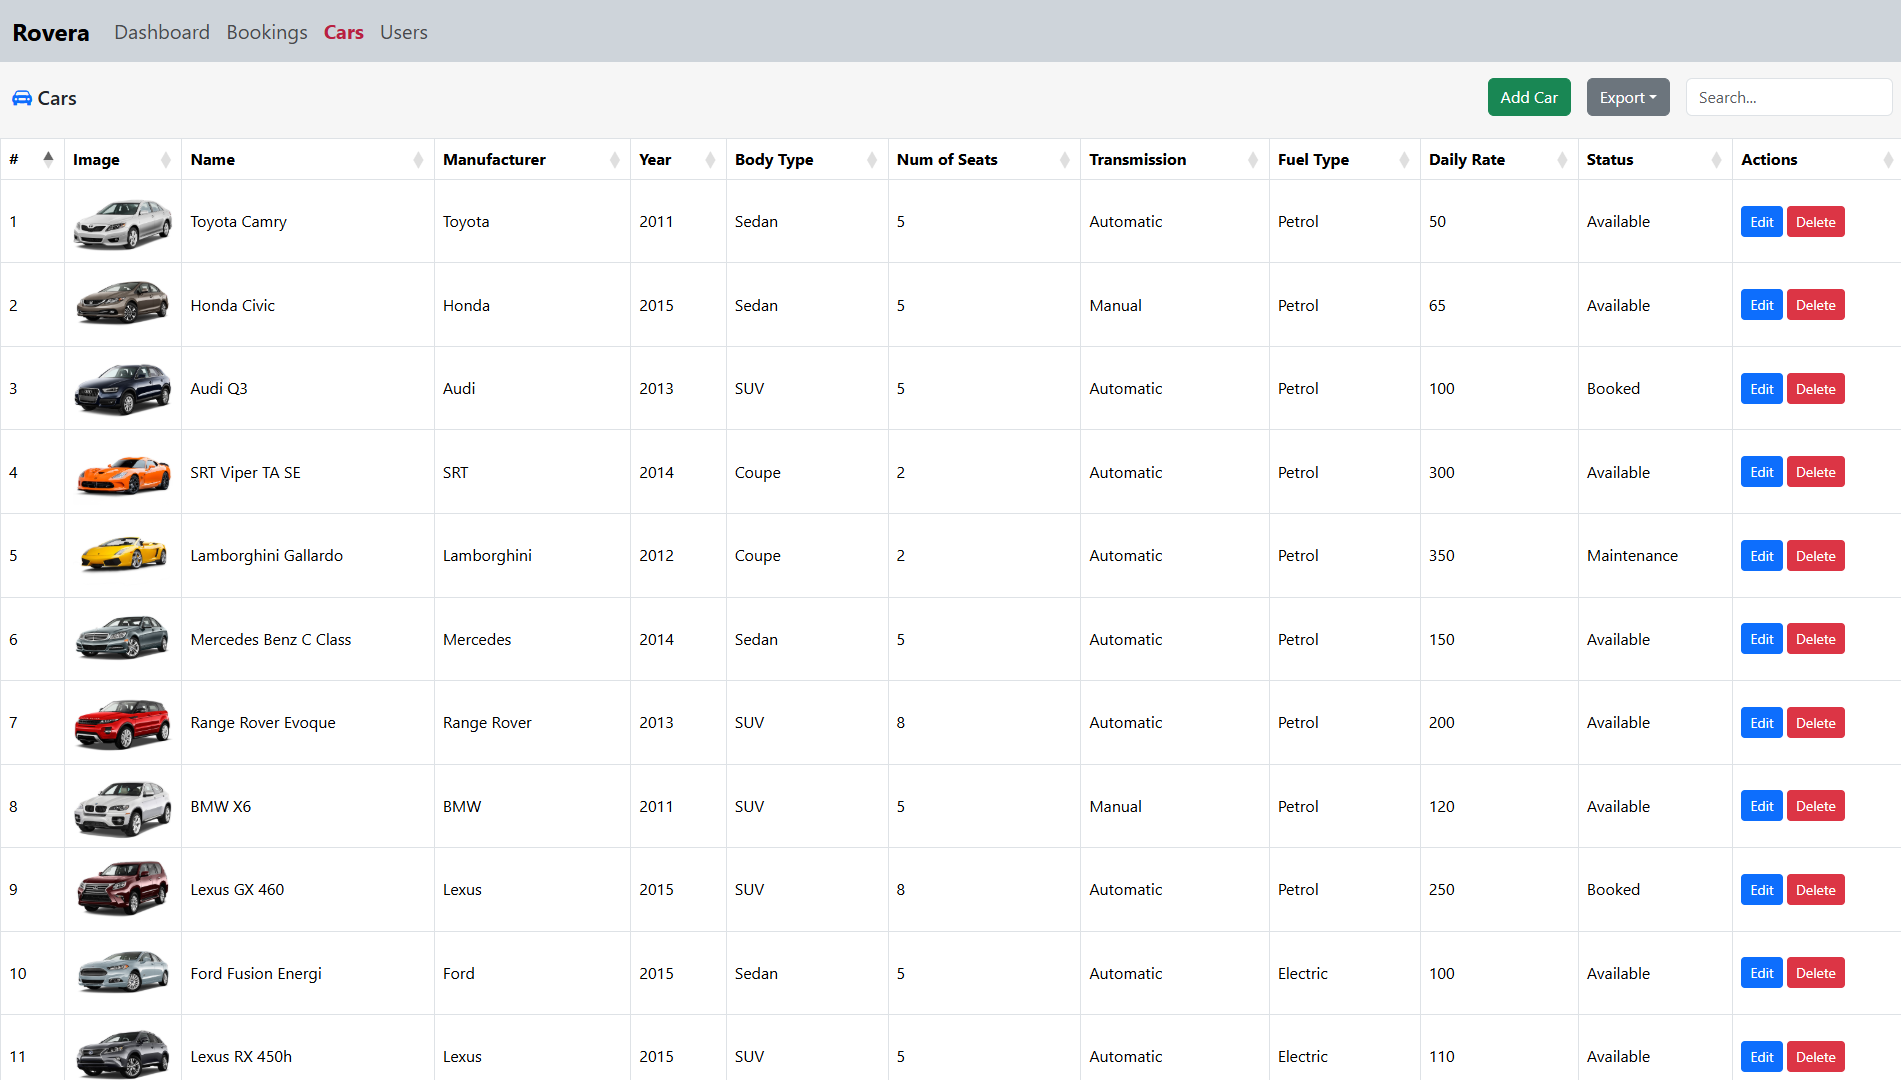 Rovera Dashboard Bookings Cars Users
Cars Add Car Export Search...
# Image Name Manufacturer Year Body Type Num of Seats Transmission Fuel Type Daily Rate Status Actions
1 Toyota Camry Toyota 2011 Sedan 5 Automatic Petrol 50 Available Edit Delete
2 Honda Civic Honda 2015 Sedan 5 Manual Petrol 65 Available Edit Delete
3 Audi Q3 Audi 2013 SUV 5 Automatic Petrol 100 Booked Edit Delete
4 SRT Viper TA SE SRT 2014 Coupe 2 Automatic Petrol 300 Available Edit Delete
5 Lamborghini Gallardo Lamborghini 2012 Coupe 2 Automatic Petrol 350 Maintenance Edit Delete
6 Mercedes Benz C Class Mercedes 2014 Sedan 5 Automatic Petrol 150 Available Edit Delete
7 Range Rover Evoque Range Rover 2013 SUV 8 Automatic Petrol 200 Available Edit Delete
8 BMW X6 BMW 2011 SUV 5 Manual Petrol 120 Available Edit Delete
9 Lexus GX 460 Lexus 2015 SUV 8 Automatic Petrol 250 Booked Edit Delete
10 Ford Fusion Energi Ford 2015 Sedan 5 Automatic Electric 100 Available Edit Delete
11 Lexus RX 450h Lexus 2015 SUV 5 Automatic Electric 110 Available Edit Delete